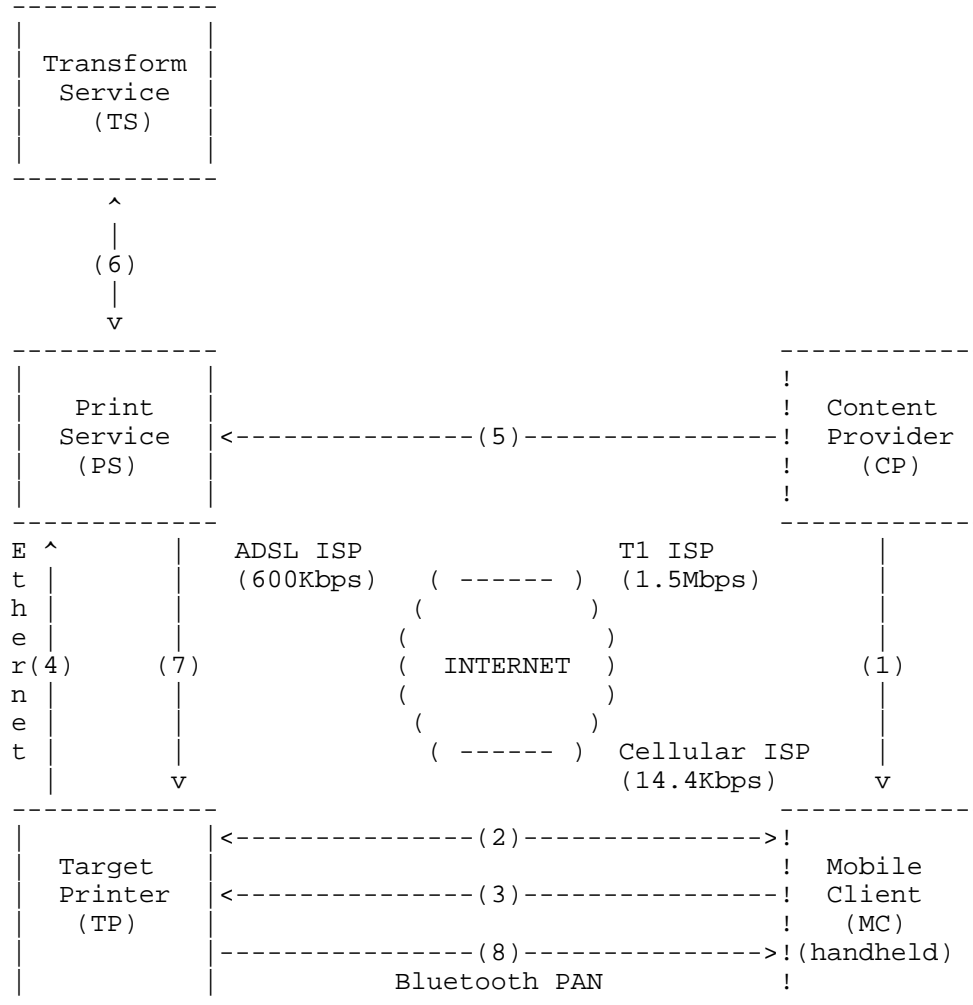 Transform
Service
(TS)
(6)
v
Print Content
Service <---------------(5)----------------! Provider
(PS) (CP)
E ADSL ISP T1 ISP
t (600Kbps) ( ------ ) (1.5Mbps)
h ( )
e ( )
r(4) (7) ( INTERNET ) (1)
n ( )
e ( )
t ( ------ ) Cellular ISP
v (14.4Kbps) v
<---------------(2)--------------->!
Target ! Mobile
Printer <---------------(3)----------------! Client
(TP) ! (MC)
----------------(8)--------------->!(handheld)
Bluetooth PAN !